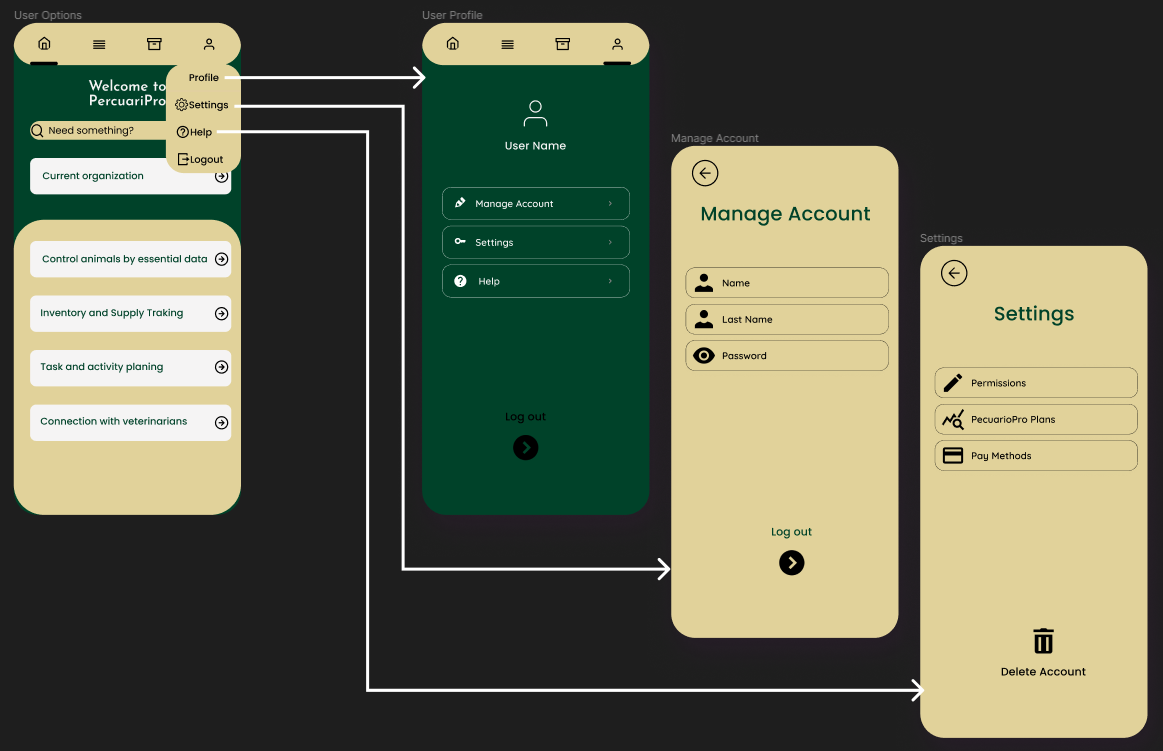 User Options
Welcome to
PercuariPro
Profile
Settings
Need something?
Help
Logout
Current organization
Control animals by essential data
Inventory and Supply Traking
Task and activity planing
Connection with veterinarians
User Profile
User Name
Manage Account
Settings
Help
Log out
Manage Account
Manage Account
Name
Last Name
Password
Log out
Settings
Settings
Permissions
PecuarioPro Plans
Pay Methods
Delete Account